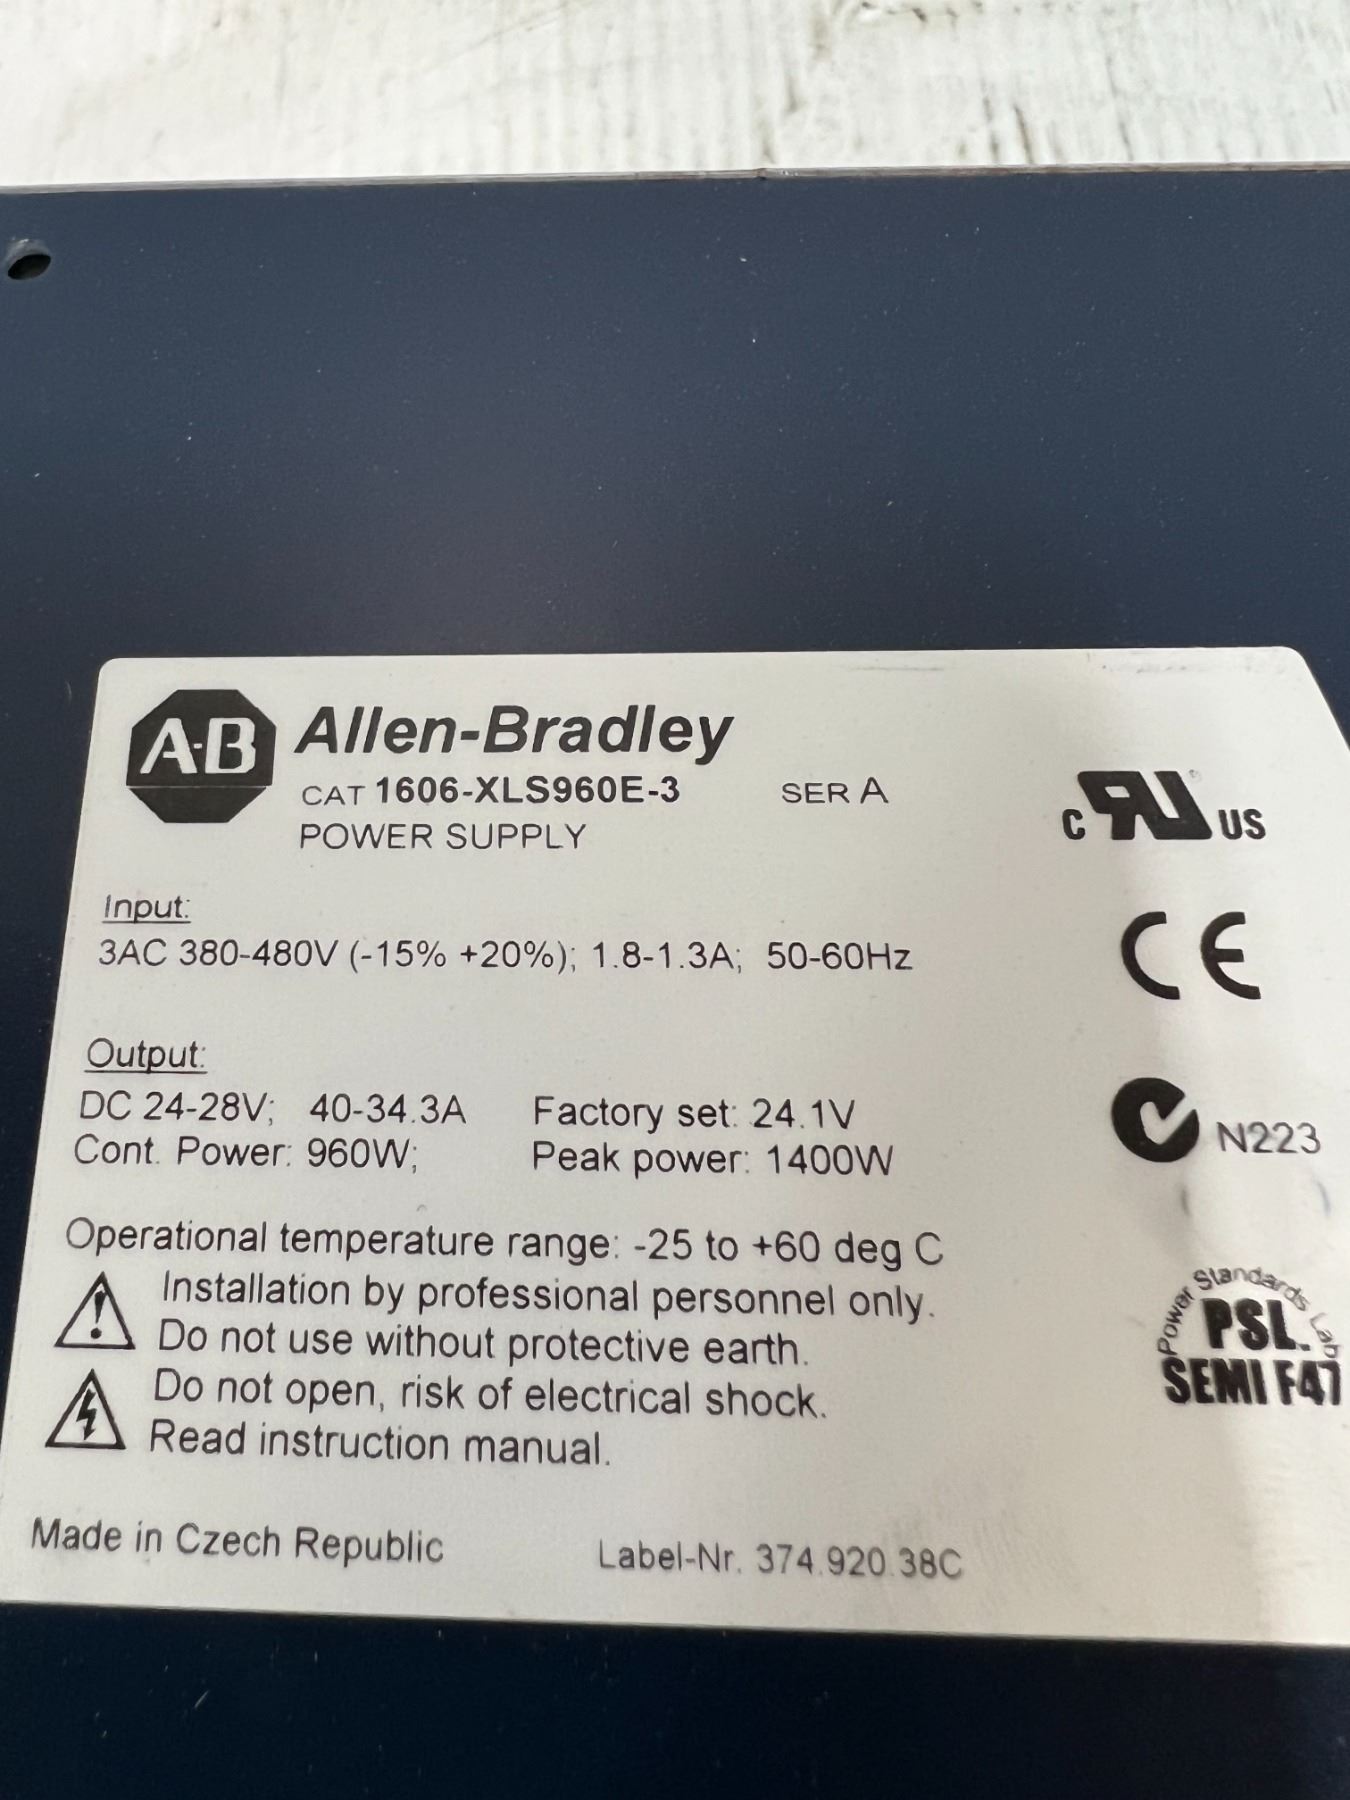 A-B Allen-Bradley
CAT 1606-XLS960E-3 SER A
POWER SUPPLY
c RU US
Input:
3AC 380-480V (-15% +20%); 1.8-1.3A; 50-60Hz
CE
Output:
DC 24-28V; 40-34.3A Factory set: 24.1V
Cont. Power: 960W; Peak power: 1400W
N223
Operational temperature range: -25 to +60 deg C
Installation by professional personnel only.
Do not use without protective earth.
Do not open, risk of electrical shock.
Read instruction manual.
Power Standards Lab
PSL.
SEMI F47
Made in Czech Republic Label-Nr. 374.920.38C